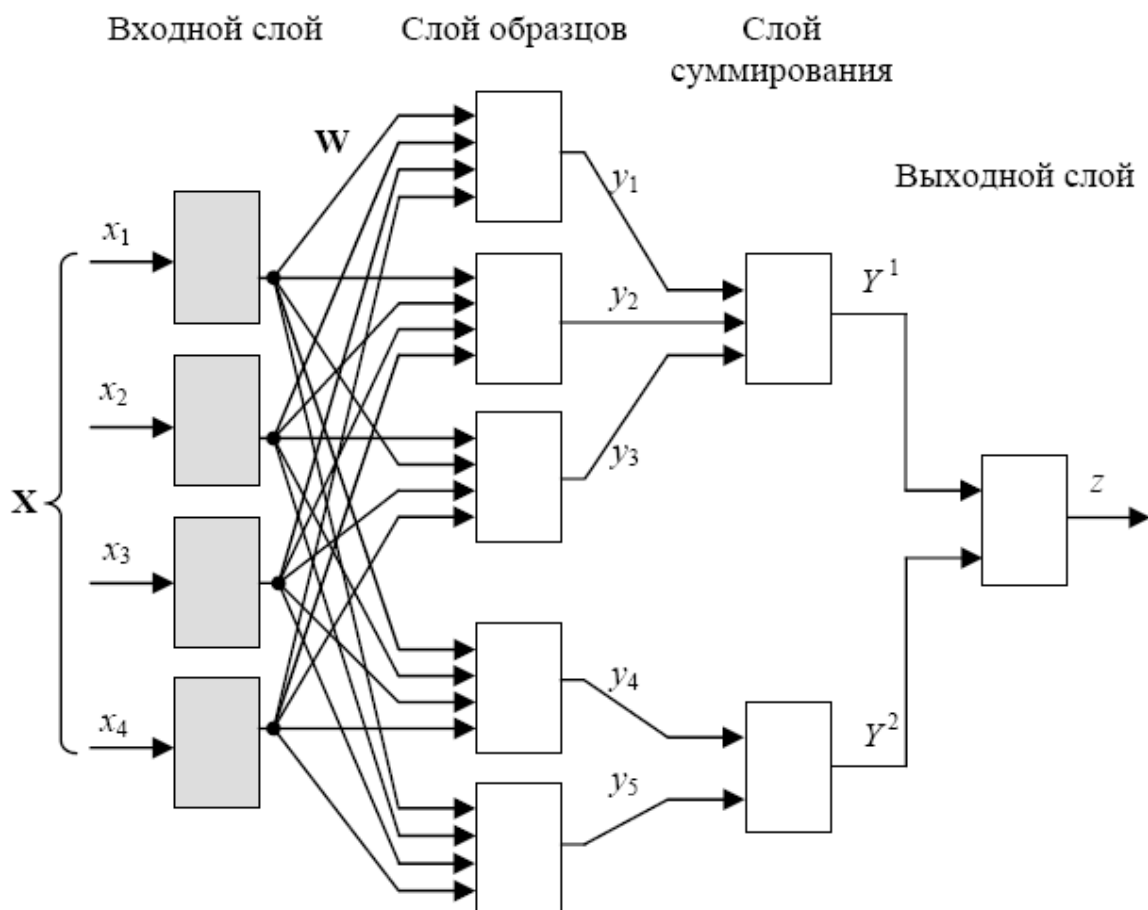 Входной слой
Слой образцов
Слой
суммирования
Выходной слой
W
X
x1
x2
x3
x4
y1
y2
y3
y4
y5
Y1
Y2
z